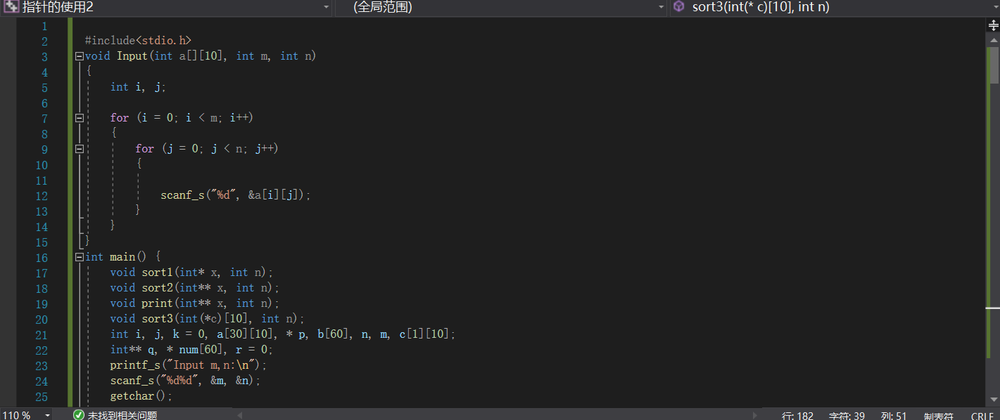 指针的使用2 (全局范围) sort3(int(* c)[10], int n)
1
2 #include<stdio.h>
3 void Input(int a[][10], int m, int n)
4 {
5 int i, j;
6
7 for (i = 0; i < m; i++)
8 {
9 for (j = 0; j < n; j++)
10 {
11
12 scanf_s("%d", &a[i][j]);
13 }
14 }
15 }
16 int main() {
17 void sort1(int* x, int n);
18 void sort2(int** x, int n);
19 void print(int** x, int n);
20 void sort3(int(*c)[10], int n);
21 int i, j, k = 0, a[30][10], * p, b[60], n, m, c[1][10];
22 int** q, * num[60], r = 0;
23 printf_s("Input m,n:\n");
24 scanf_s("%d%d", &m, &n);
25 getchar();
110 % 未找到相关问题 行: 182 字符: 39 列: 51 制表符 CRLF